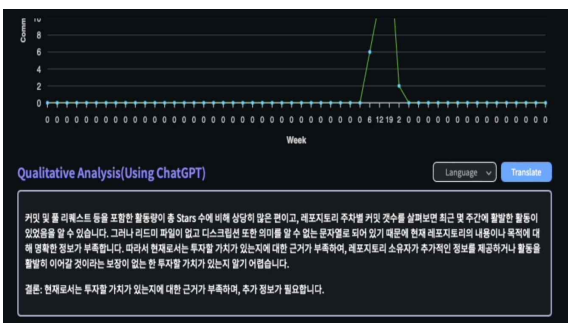 Comm
10
8
6
4
2
0
0 0 0 0 0 0 0 0 0 0 0 0 0 0 0 0 0 0 0 0 0 0 0 0 0 0 0 0 0 0 0 0 0 6 12 19 2 0 0 0 0 0 0 0 0 0 0 0 0 0 0 0
Week
Qualitative Analysis(Using ChatGPT)
Language
Translate
커밋 및 풀 리퀘스트 등을 포함한 활동량이 총 Stars 수에 비해 상당히 많은 편이고, 레포지토리 주차별 커밋 갯수를 살펴보면 최근 몇 주간에 활발한 활동이
있었음을 알 수 있습니다. 그러나 리드미 파일이 없고 디스크립션 또한 의미를 알 수 없는 문자열로 되어 있기 때문에 현재 레포지토리의 내용이나 목적에 대
해 명확한 정보가 부족합니다. 따라서 현재로서는 투자할 가치가 있는지에 대한 근거가 부족하며, 레포지토리 소유자가 추가적인 정보를 제공하거나 활동을
활발히 이어갈 것이라는 보장이 없는 한 투자할 가치가 있는지 알기 어렵습니다.
결론: 현재로서는 투자할 가치가 있는지에 대한 근거가 부족하며, 추가 정보가 필요합니다.